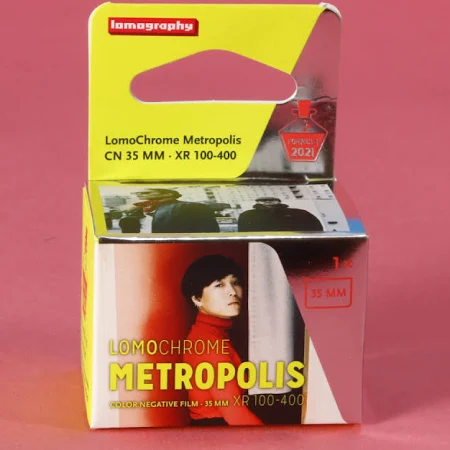 lomography
LomoChrome Metropolis
CN 35 MM · XR 100-400
2021
1x
35 MM
LOMOCHROME
METROPOLIS
COLOR NEGATIVE FILM · 35 MM XR 100-400